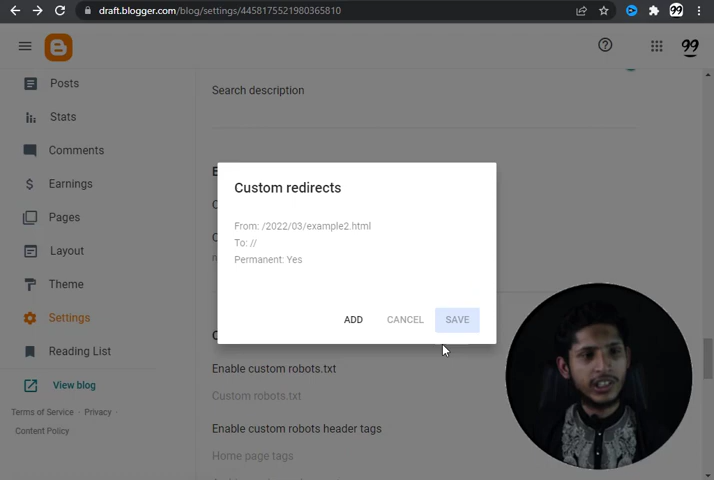 draft.blogger.com/blog/settings/4458175521980365810
99
99
Posts
Stats
Comments
Earnings
Pages
Layout
Theme
Settings
Reading List
View blog
Terms of Service · Privacy ·
Content Policy
Search description
Custom redirects
From: /2022/03/example2.html
To: //
Permanent: Yes
ADD
CANCEL
SAVE
Enable custom robots.txt
Custom robots.txt
Enable custom robots header tags
Home page tags